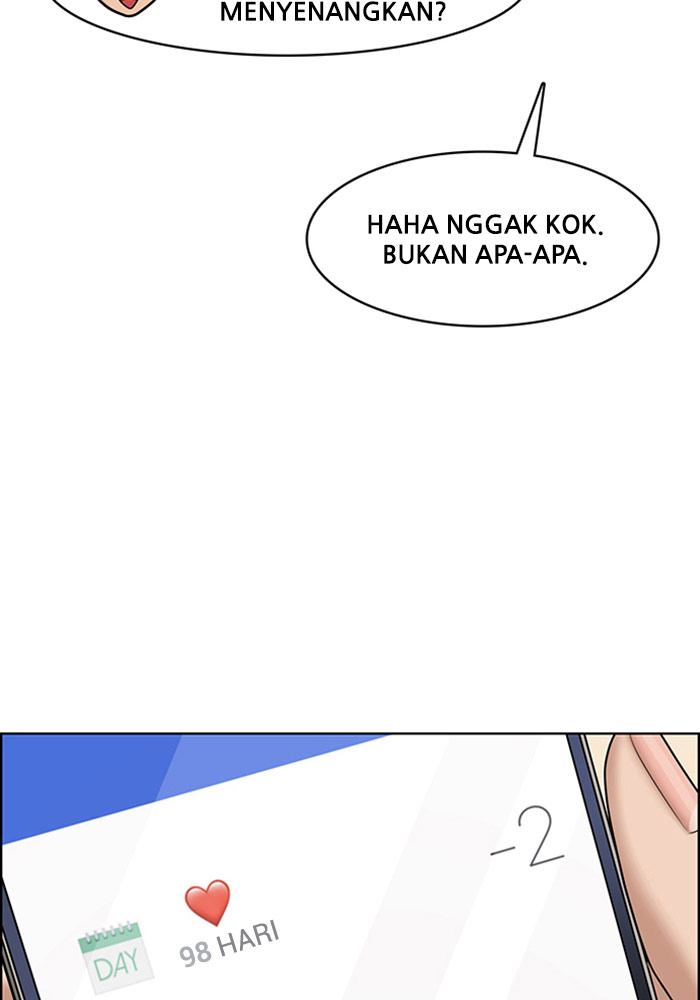 MENYENANGKAN?
HAHA NGGAK KOK.
BUKAN APA-APA.
-2
98 HARI
DAY